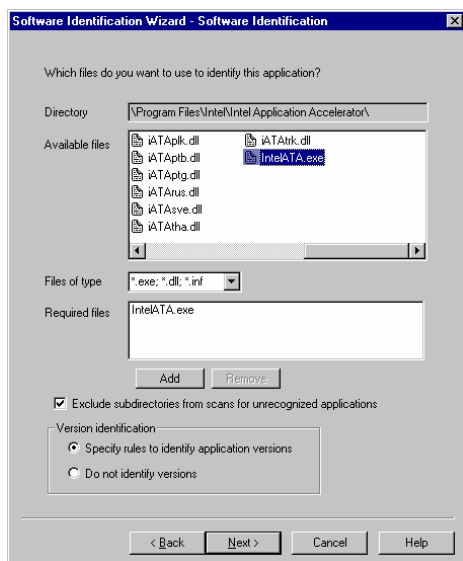 Software Identification Wizard - Software Identification
Which files do you want to use to identify this application?
Directory \Program Files\Intel\Intel Application Accelerator\
Available files iATAplk.dll iATAtrk.dll
iATAptb.dll IntelATA.exe
iATAptg.dll
iATArus.dll
iATAsve.dll
iATAtha.dll
Files of type *.exe; *.dll; *.inf
Required files IntelATA.exe
Add Remove
Exclude subdirectories from scans for unrecognized applications
Version identification
Specify rules to identify application versions
Do not identify versions
< Back Next > Cancel Help